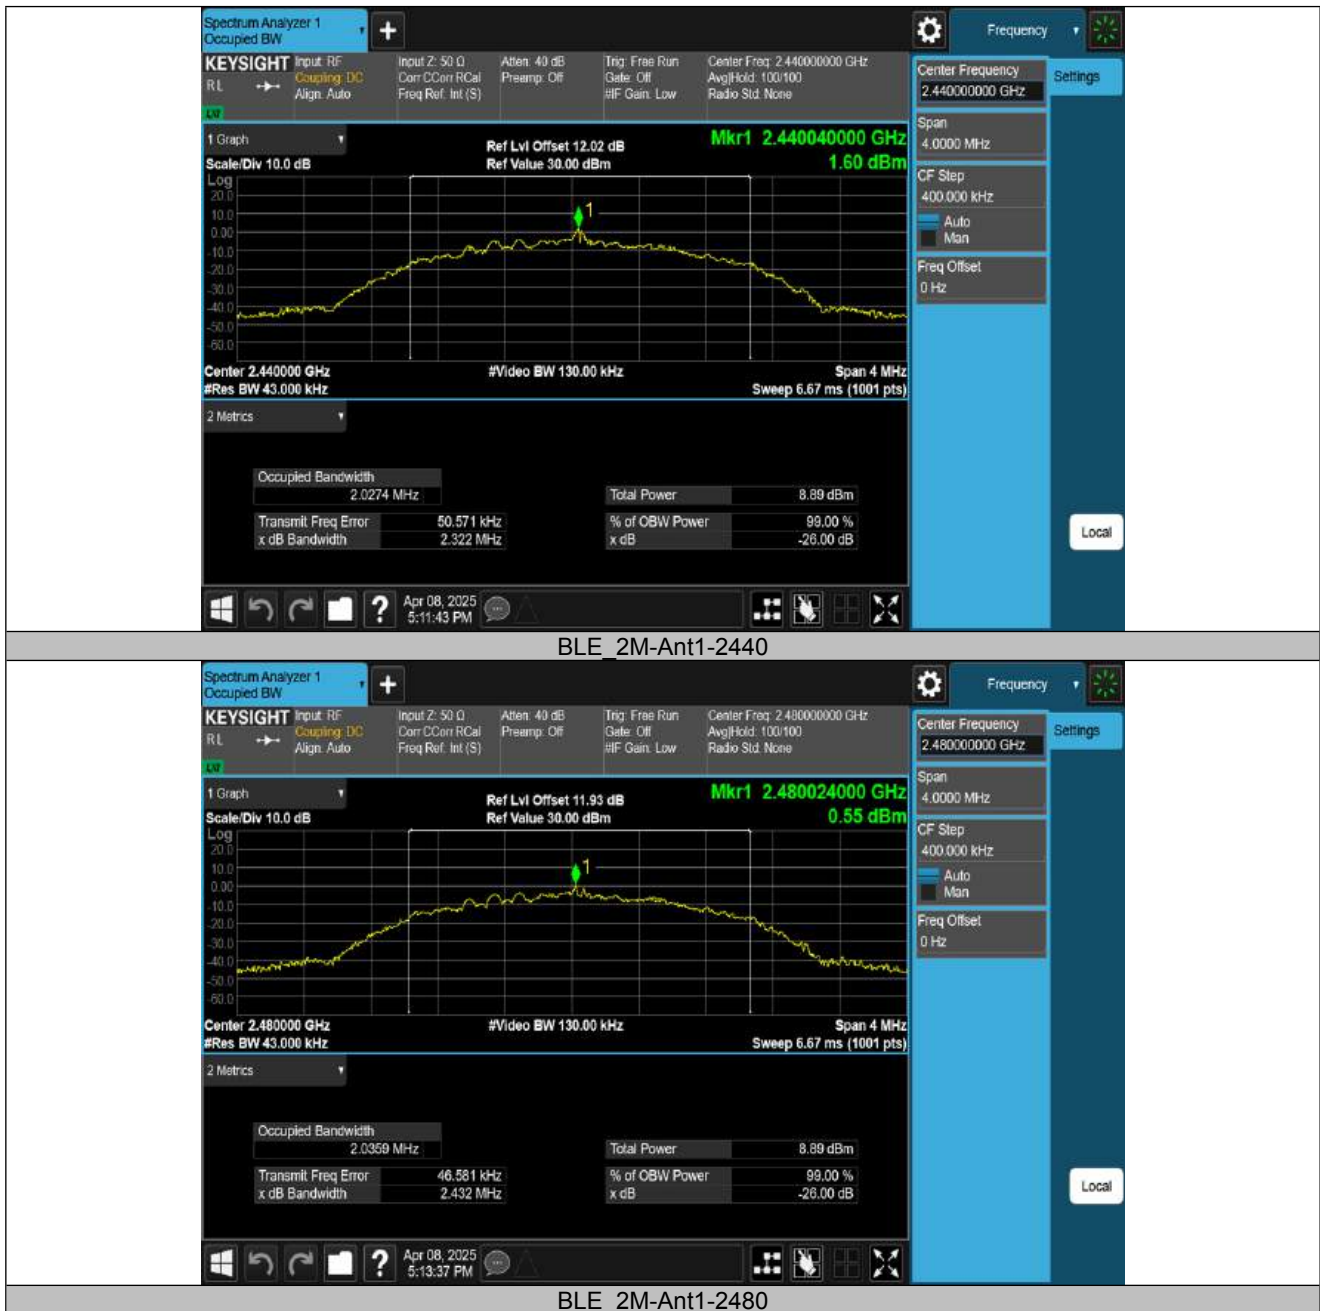 Spectrum Analyzer 1
Occupied BW
Frequency
KEYSIGHT
RL
LXI
Input: RF
Coupling: DC
Align: Auto
Input Z: 50 Ω
Corr CCorr RCal
Freq Ref: Int (S)
Atten: 40 dB
Preamp: Off
Trig: Free Run
Gate: Off
#IF Gain: Low
Center Freq: 2.440000000 GHz
Avg|Hold: 100/100
Radio Std: None
Center Frequency
2.440000000 GHz
Settings
Span
4.0000 MHz
CF Step
400.000 kHz
Auto
Man
Freq Offset
0 Hz
1 Graph
Scale/Div 10.0 dB
Ref Lvl Offset 12.02 dB
Ref Value 30.00 dBm
Mkr1 2.440040000 GHz
1.60 dBm
Log
20.0
10.0
0.00
-10.0
-20.0
-30.0
-40.0
-50.0
-60.0
1
Center 2.440000 GHz
#Video BW 130.00 kHz
Span 4 MHz
#Res BW 43.000 kHz
Sweep 6.67 ms (1001 pts)
2 Metrics
Occupied Bandwidth
2.0274 MHz
Total Power 8.89 dBm
Transmit Freq Error 50.571 kHz
% of OBW Power 99.00 %
x dB Bandwidth 2.322 MHz
x dB -26.00 dB
Local
?
Apr 08, 2025
5:11:43 PM
BLE_2M-Ant1-2440
Spectrum Analyzer 1
Occupied BW
Frequency
KEYSIGHT
RL
LXI
Input: RF
Coupling: DC
Align: Auto
Input Z: 50 Ω
Corr CCorr RCal
Freq Ref: Int (S)
Atten: 40 dB
Preamp: Off
Trig: Free Run
Gate: Off
#IF Gain: Low
Center Freq: 2.480000000 GHz
Avg|Hold: 100/100
Radio Std: None
Center Frequency
2.480000000 GHz
Settings
Span
4.0000 MHz
CF Step
400.000 kHz
Auto
Man
Freq Offset
0 Hz
1 Graph
Scale/Div 10.0 dB
Ref Lvl Offset 11.93 dB
Ref Value 30.00 dBm
Mkr1 2.480024000 GHz
0.55 dBm
Log
20.0
10.0
0.00
-10.0
-20.0
-30.0
-40.0
-50.0
-60.0
1
Center 2.480000 GHz
#Video BW 130.00 kHz
Span 4 MHz
#Res BW 43.000 kHz
Sweep 6.67 ms (1001 pts)
2 Metrics
Occupied Bandwidth
2.0359 MHz
Total Power 8.89 dBm
Transmit Freq Error 46.581 kHz
% of OBW Power 99.00 %
x dB Bandwidth 2.432 MHz
x dB -26.00 dB
Local
?
Apr 08, 2025
5:13:37 PM
BLE_2M-Ant1-2480